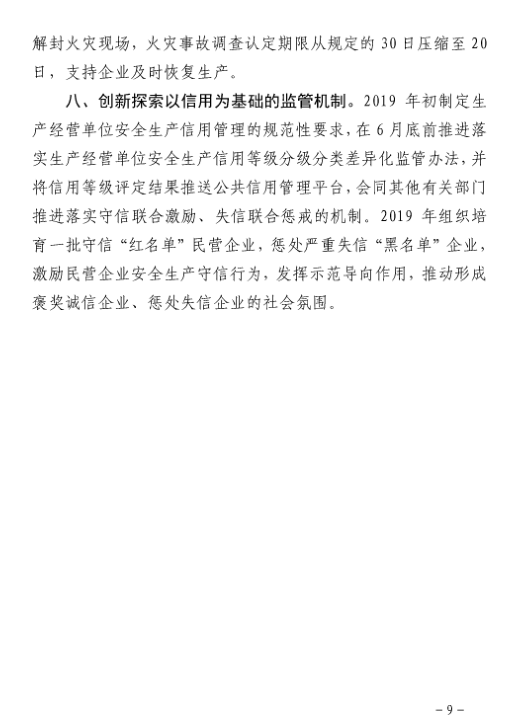 解封火灾现场，火灾事故调查认定期限从规定的 30 日压缩至 20
日，支持企业及时恢复生产。
八、创新探索以信用为基础的监管机制。2019 年初制定生
产经营单位安全生产信用管理的规范性要求，在 6 月底前推进落
实生产经营单位安全生产信用等级分级分类差异化监管办法，并
将信用等级评定结果推送公共信用管理平台，会同其他有关部门
推进落实守信联合激励、失信联合惩戒的机制。2019 年组织培
育一批守信“红名单”民营企业，惩处严重失信“黑名单”企业，
激励民营企业安全生产守信行为，发挥示范导向作用，推动形成
褒奖诚信企业、惩处失信企业的社会氛围。
－9－